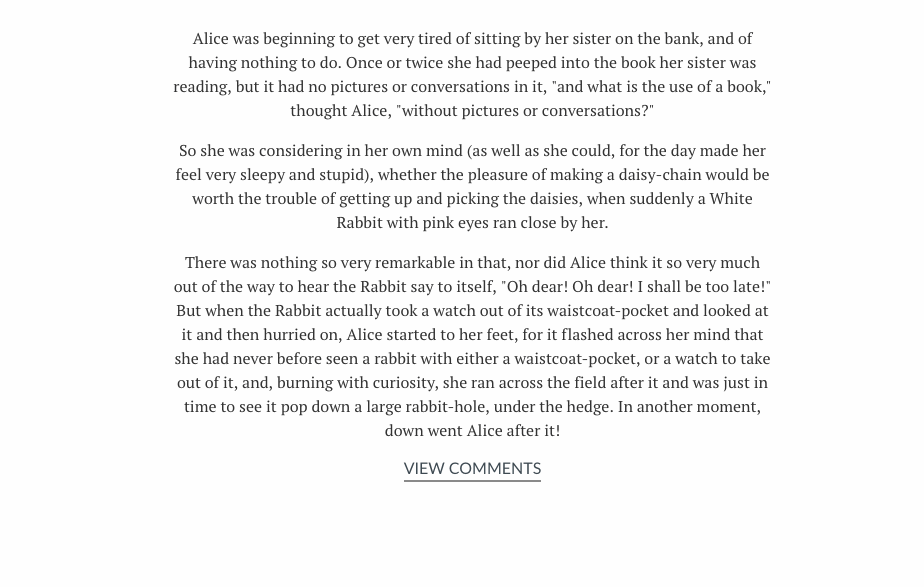 Alice was beginning to get very tired of sitting by her sister on the bank, and of
having nothing to do. Once or twice she had peeped into the book her sister was
reading, but it had no pictures or conversations in it, "and what is the use of a book,"
thought Alice, "without pictures or conversations?"
So she was considering in her own mind (as well as she could, for the day made her
feel very sleepy and stupid), whether the pleasure of making a daisy-chain would be
worth the trouble of getting up and picking the daisies, when suddenly a White
Rabbit with pink eyes ran close by her.
There was nothing so very remarkable in that, nor did Alice think it so very much
out of the way to hear the Rabbit say to itself, "Oh dear! Oh dear! I shall be too late!"
But when the Rabbit actually took a watch out of its waistcoat-pocket and looked at
it and then hurried on, Alice started to her feet, for it flashed across her mind that
she had never before seen a rabbit with either a waistcoat-pocket, or a watch to take
out of it, and, burning with curiosity, she ran across the field after it and was just in
time to see it pop down a large rabbit-hole, under the hedge. In another moment,
down went Alice after it!
VIEW COMMENTS